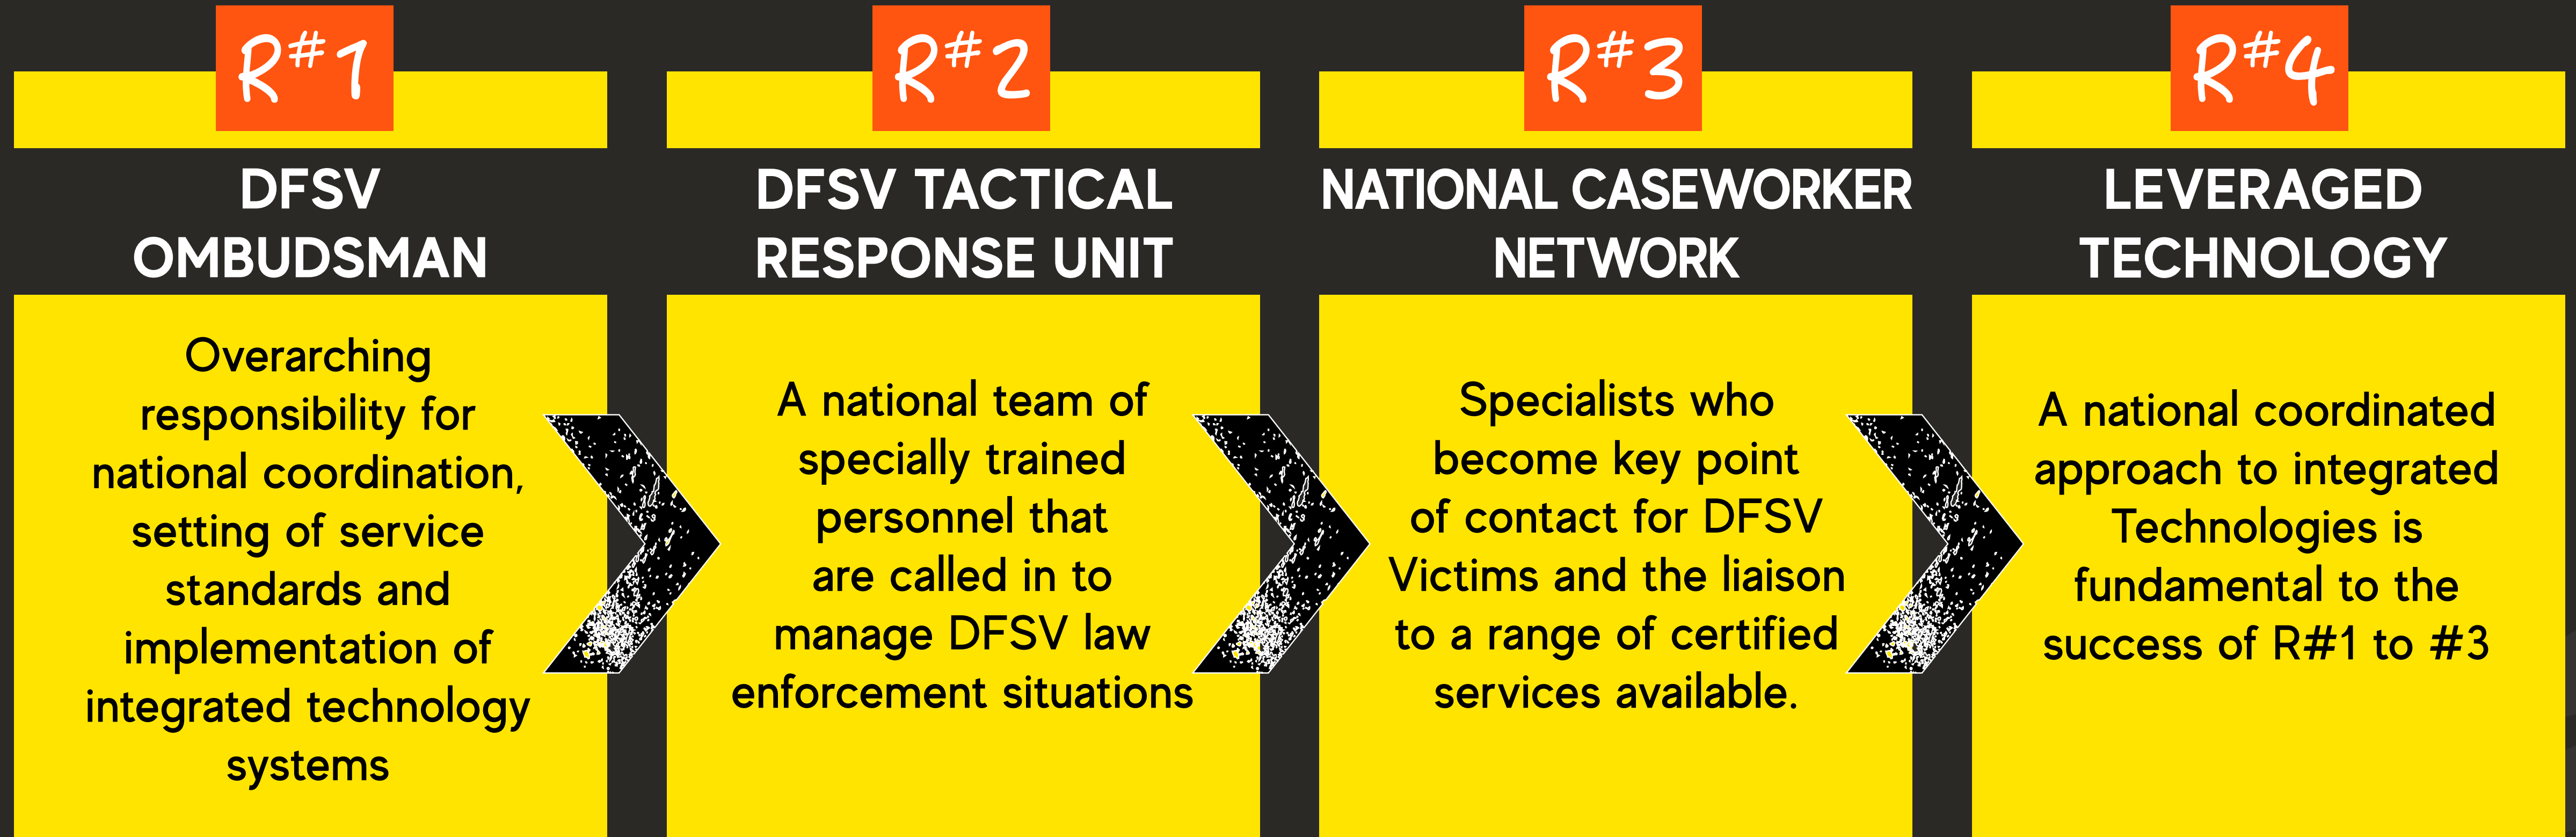 R#1
DFSV
OMBUDSMAN
Overarching
responsibility for
national coordination,
setting of service
standards and
implementation of
integrated technology
systems
R#2
DFSV TACTICAL
RESPONSE UNIT
A national team of
specially trained
personnel that
are called in to
manage DFSV law
enforcement situations
R#3
NATIONAL CASEWORKER
NETWORK
Specialists who
become key point
of contact for DFSV
Victims and the liaison
to a range of certified
services available.
R#4
LEVERAGED
TECHNOLOGY
A national coordinated
approach to integrated
Technologies is
fundamental to the
success of R#1 to #3